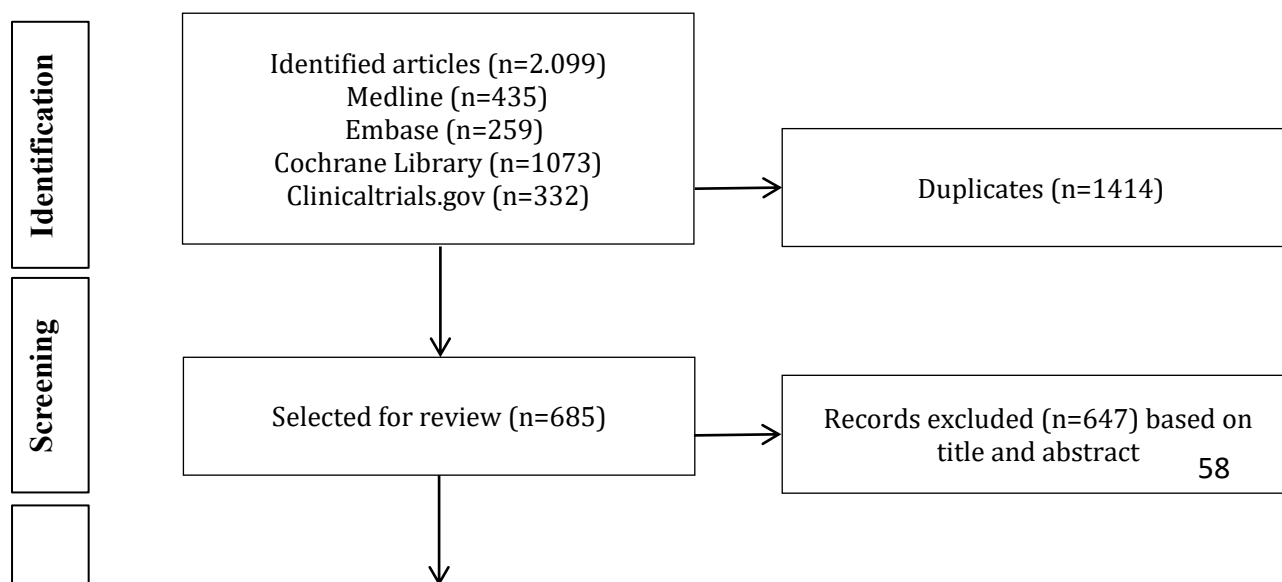 Identification
Identified articles (n=2.099)
Medline (n=435)
Embase (n=259)
Cochrane Library (n=1073)
Clinicaltrials.gov (n=332)
Duplicates (n=1414)
Screening
Selected for review (n=685)
Records excluded (n=647) based on
title and abstract
58